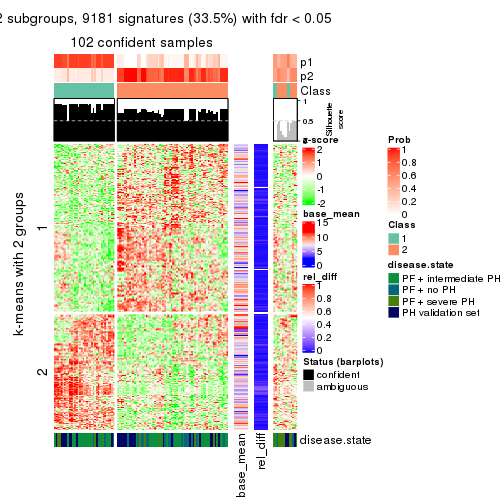 2 subgroups, 9181 signatures (33.5%) with fdr < 0.05
102 confident samples
p1
p2
Class
1
0.5
0
Silhouette
score
k-means with 2 groups
1
2
z-score
2
1
0
-1
-2
base_mean
15
10
5
0
rel_diff
1
0.8
0.6
0.4
0.2
0
Status (barplots)
confident
ambiguous
Prob
1
0.8
0.6
0.4
0.2
0
Class
1
2
disease.state
PF+ intermediate PH
PF+ no PH
PF+ severe PH
PH validation set
disease.state
base_mean
rel_diff